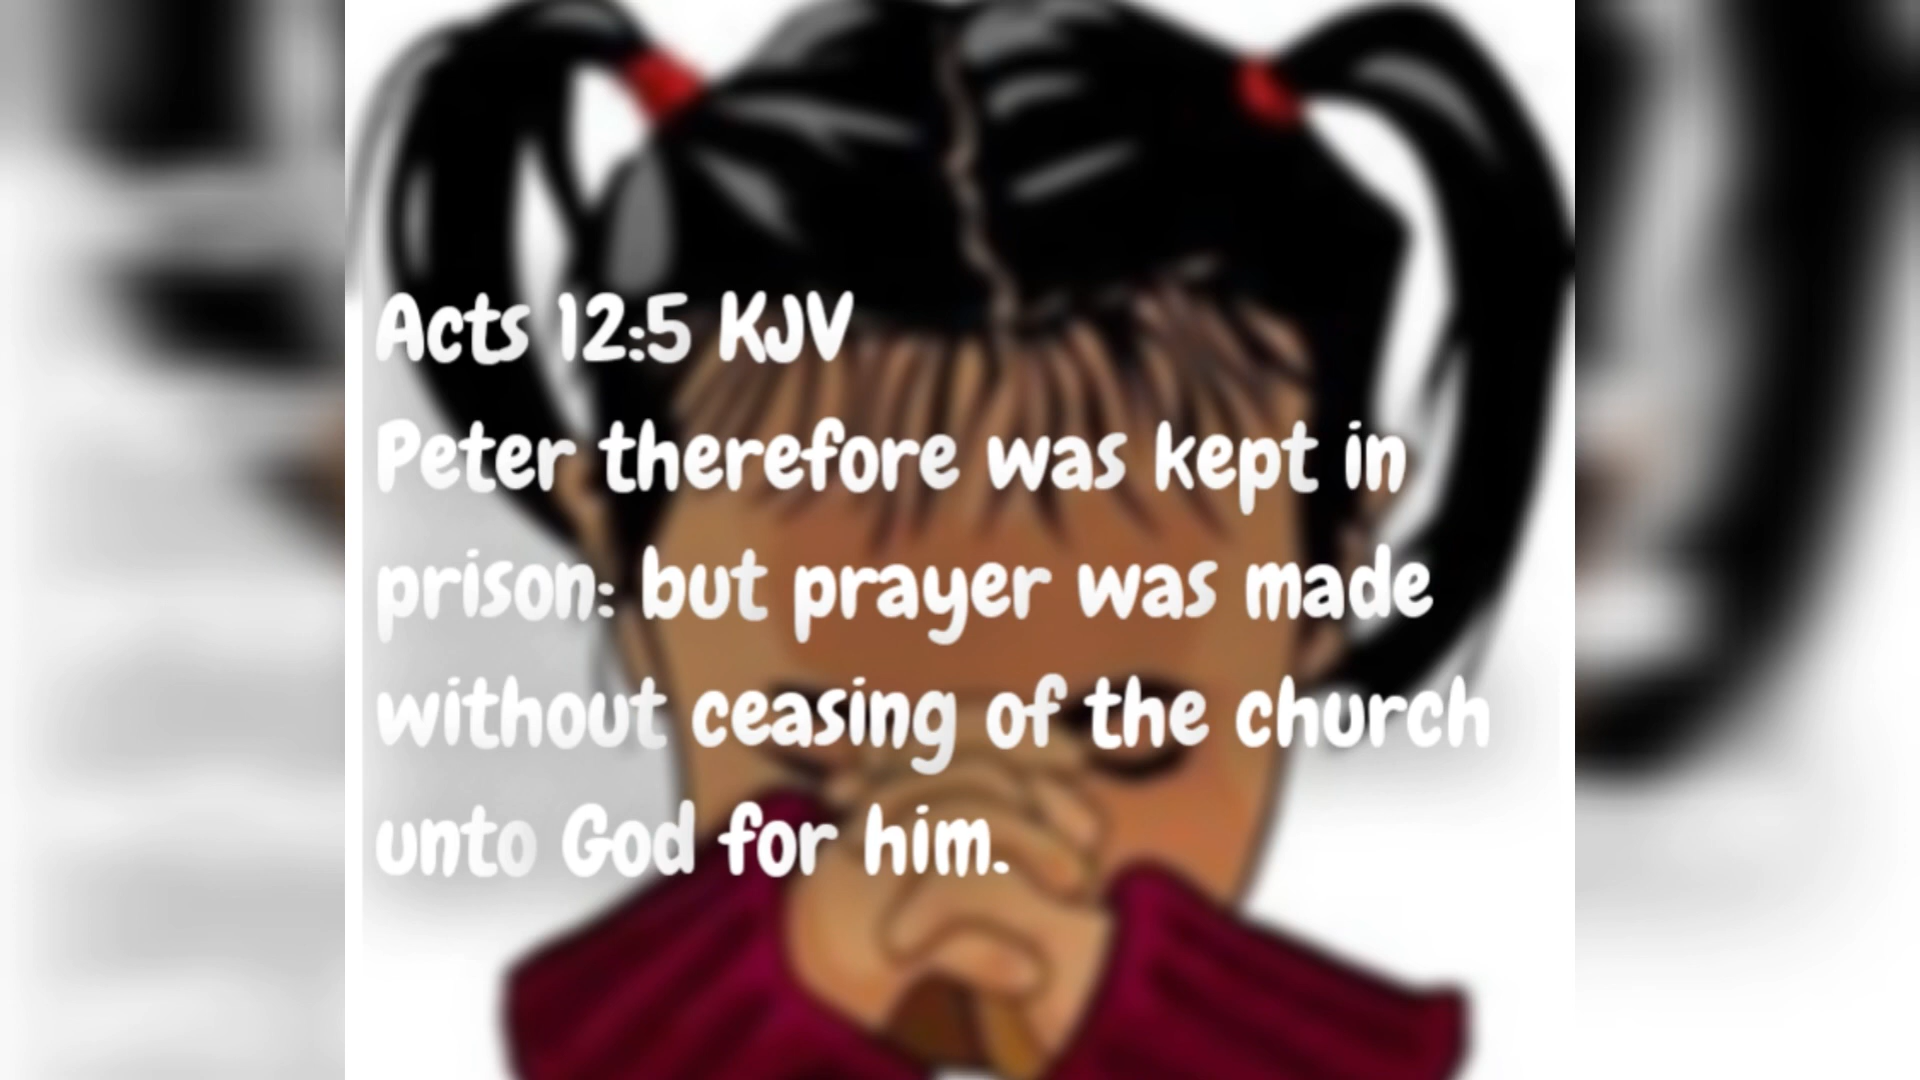 Acts 12:5 KJV
Peter therefore was kept in
prison: but prayer was made
without ceasing of the church
unto God for him.